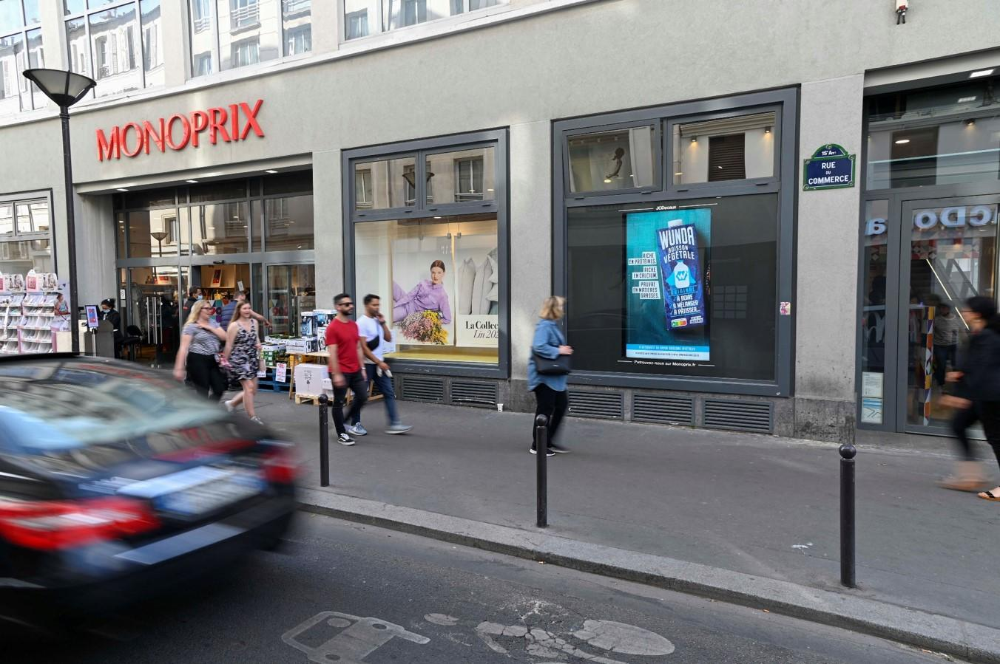 MONOPRIX
15e Arrt
RUE
DU
COMMERCE
JCDecaux
WUNDA
BOISSON
VÉGÉTALE
RICHE
EN PROTÉINES.
RICHE
EN CALCIUM.
PAUVRE
EN MATIÈRES
GRASSES.
W
ORIGINAL
À BOIRE
À MÉLANGER
À PÂTISSER...
Retrouvez-nous sur Monoprix.fr
La Collec
Lin 202
McDo